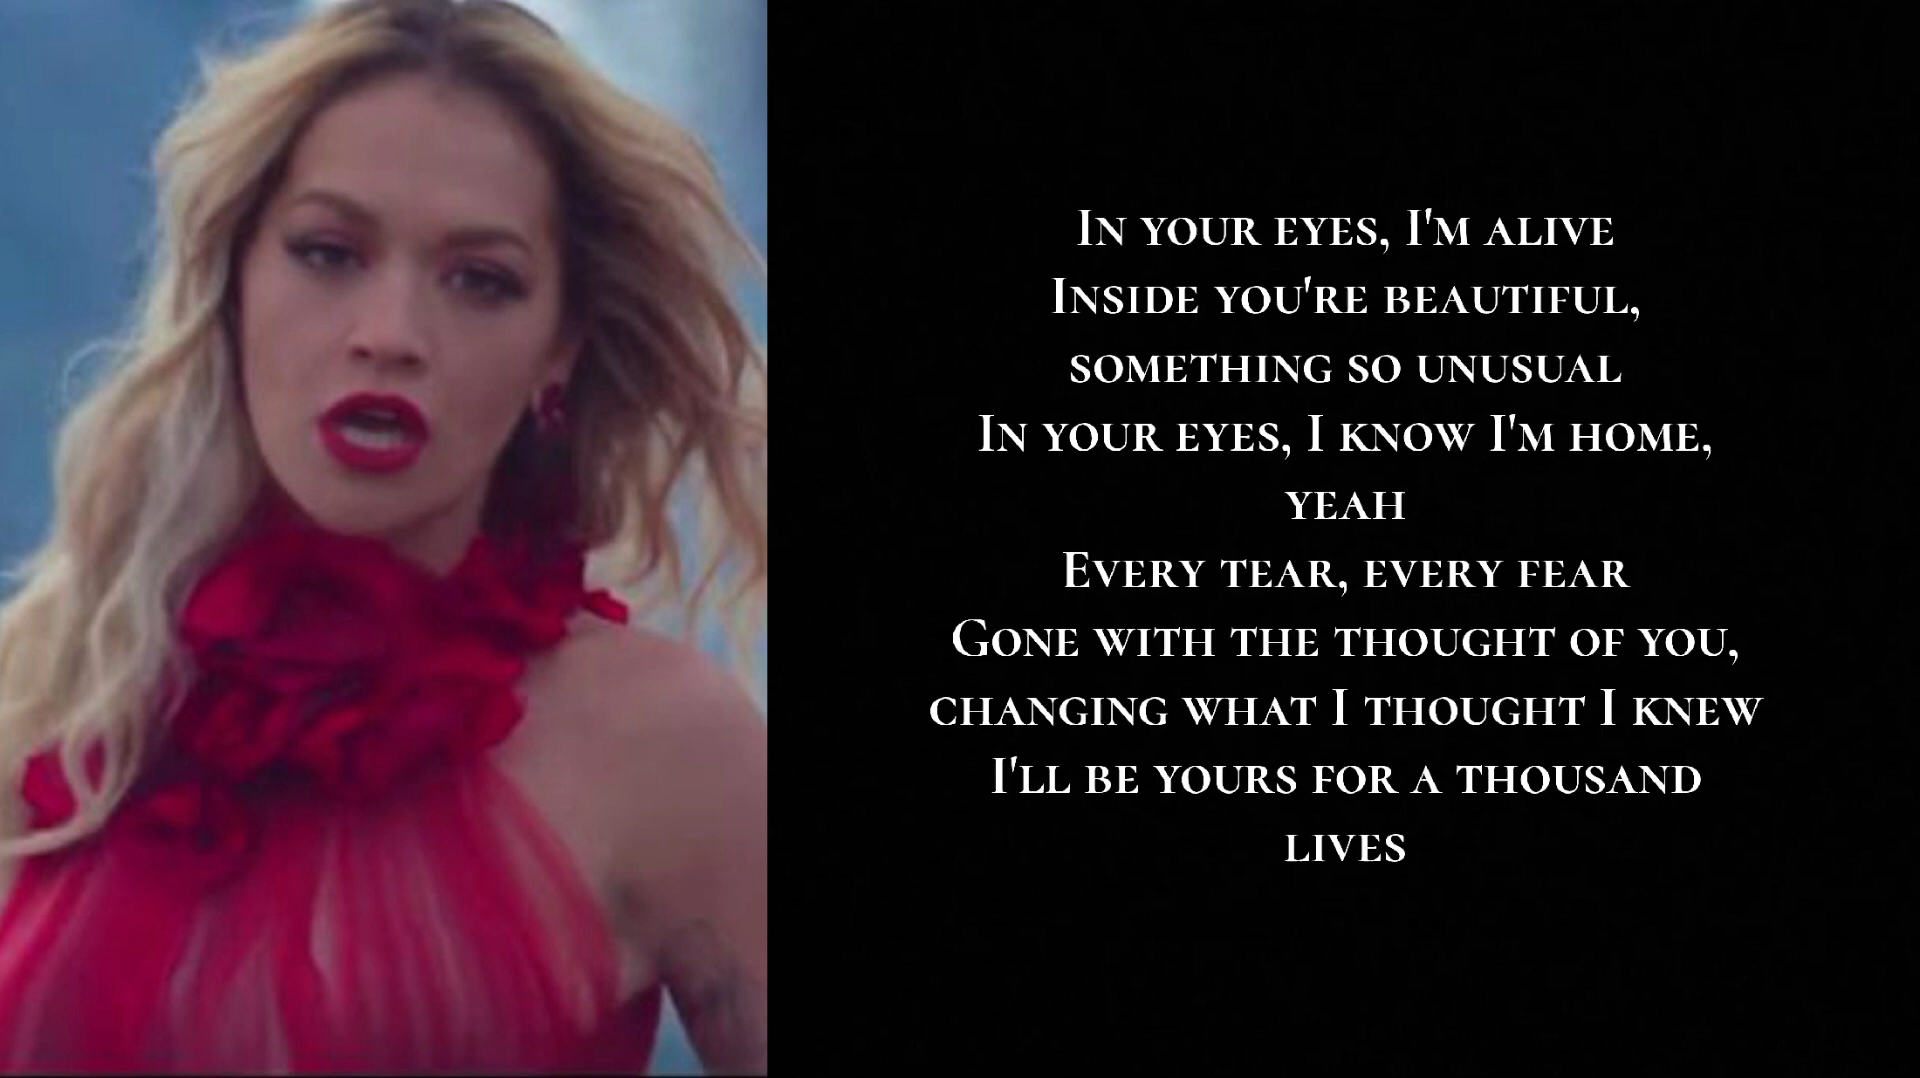 In your eyes, I'm alive
Inside you're beautiful,
something so unusual
In your eyes, I know I'm home,
yeah
Every tear, every fear
Gone with the thought of you,
changing what I thought I knew
I'll be yours for a thousand
lives